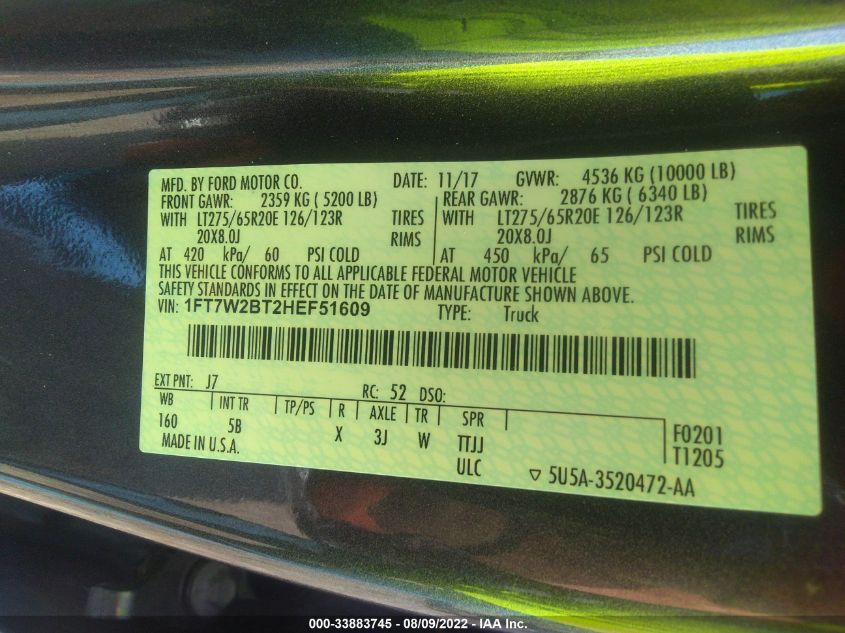 MFD. BY FORD MOTOR CO. DATE: 11/17 GVWR: 4536 KG (10000 LB)
FRONT GAWR: 2359 KG ( 5200 LB) REAR GAWR: 2876 KG ( 6340 LB)
WITH LT275/65R20E 126/123R TIRES WITH LT275/65R20E 126/123R TIRES
20X8.0J RIMS 20X8.0J RIMS
AT 420 kPa/ 60 PSI COLD AT 450 kPa/ 65 PSI COLD
THIS VEHICLE CONFORMS TO ALL APPLICABLE FEDERAL MOTOR VEHICLE
SAFETY STANDARDS IN EFFECT ON THE DATE OF MANUFACTURE SHOWN ABOVE.
VIN: 1FT7W2BT2HEF51609 TYPE: Truck
EXT PNT: J7 RC: 52 DSO:
WB INT TR TP/PS R AXLE TR SPR
160 5B X 3J W TTJJ F0201
MADE IN U.S.A. ULC T1205
▽ 5U5A-3520472-AA
000-33883745 - 08/09/2022 - IAA Inc.